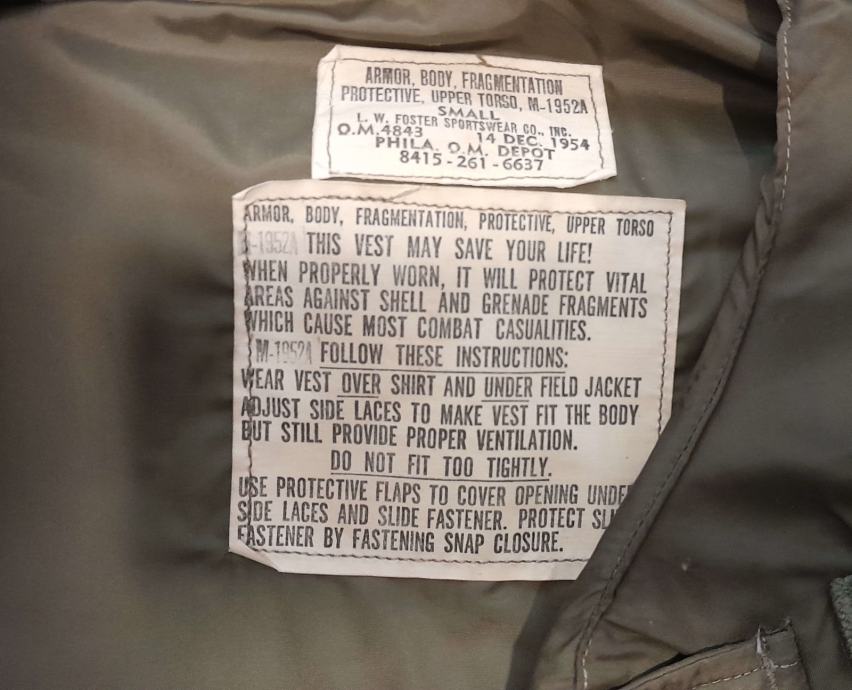 ARMOR, BODY, FRAGMENTATION
PROTECTIVE, UPPER TORSO, M-1952A
SMALL
L. W. FOSTER SPORTSWEAR CO., INC.
O.M.4843 14 DEC. 1954
PHILA. Q.M. DEPOT
8415-261-6637
ARMOR, BODY, FRAGMENTATION, PROTECTIVE, UPPER TORSO
M-1952A THIS VEST MAY SAVE YOUR LIFE!
WHEN PROPERLY WORN, IT WILL PROTECT VITAL
AREAS AGAINST SHELL AND GRENADE FRAGMENTS
WHICH CAUSE MOST COMBAT CASUALITIES.
M-1952A FOLLOW THESE INSTRUCTIONS:
WEAR VEST OVER SHIRT AND UNDER FIELD JACKET
ADJUST SIDE LACES TO MAKE VEST FIT THE BODY
BUT STILL PROVIDE PROPER VENTILATION.
DO NOT FIT TOO TIGHTLY.
USE PROTECTIVE FLAPS TO COVER OPENING UNDE
SIDE LACES AND SLIDE FASTENER. PROTECT SLI
FASTENER BY FASTENING SNAP CLOSURE.